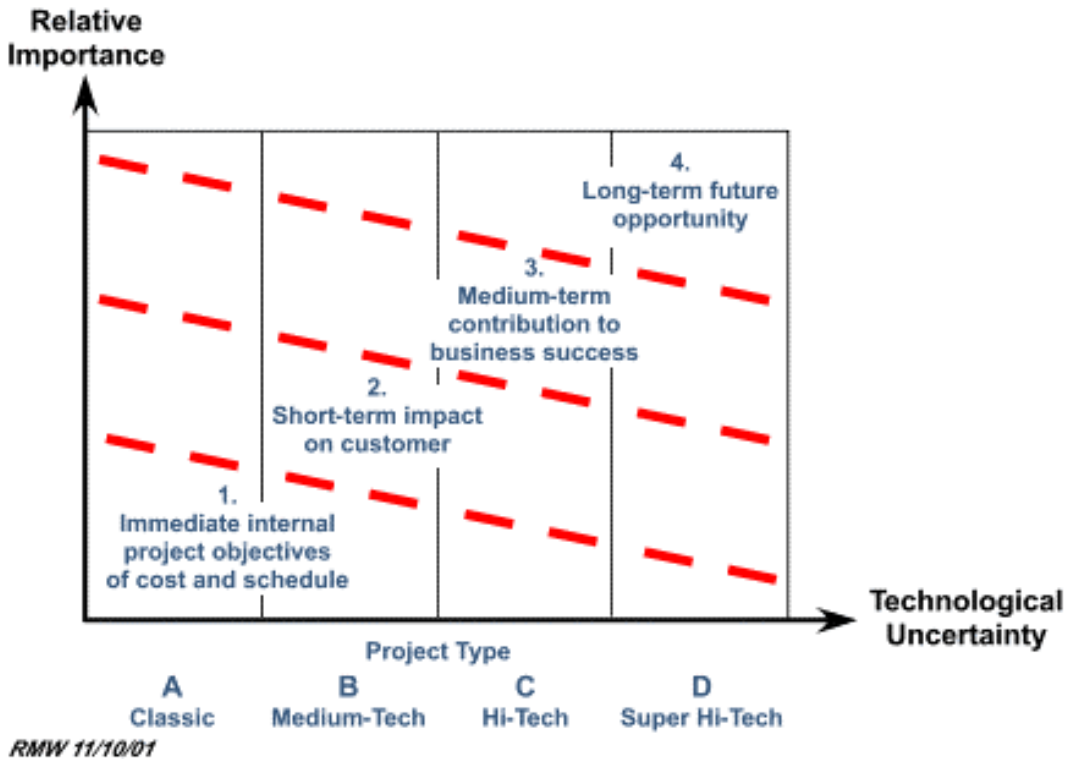 Relative
Importance
4.
Long-term future
opportunity
3.
Medium-term
contribution to
business success
2.
Short-term impact
on customer
1.
Immediate internal
project objectives
of cost and schedule
Technological
Uncertainty
Project Type
A
B
C
D
Classic
Medium-Tech
Hi-Tech
Super Hi-Tech
RMW 11/10/01